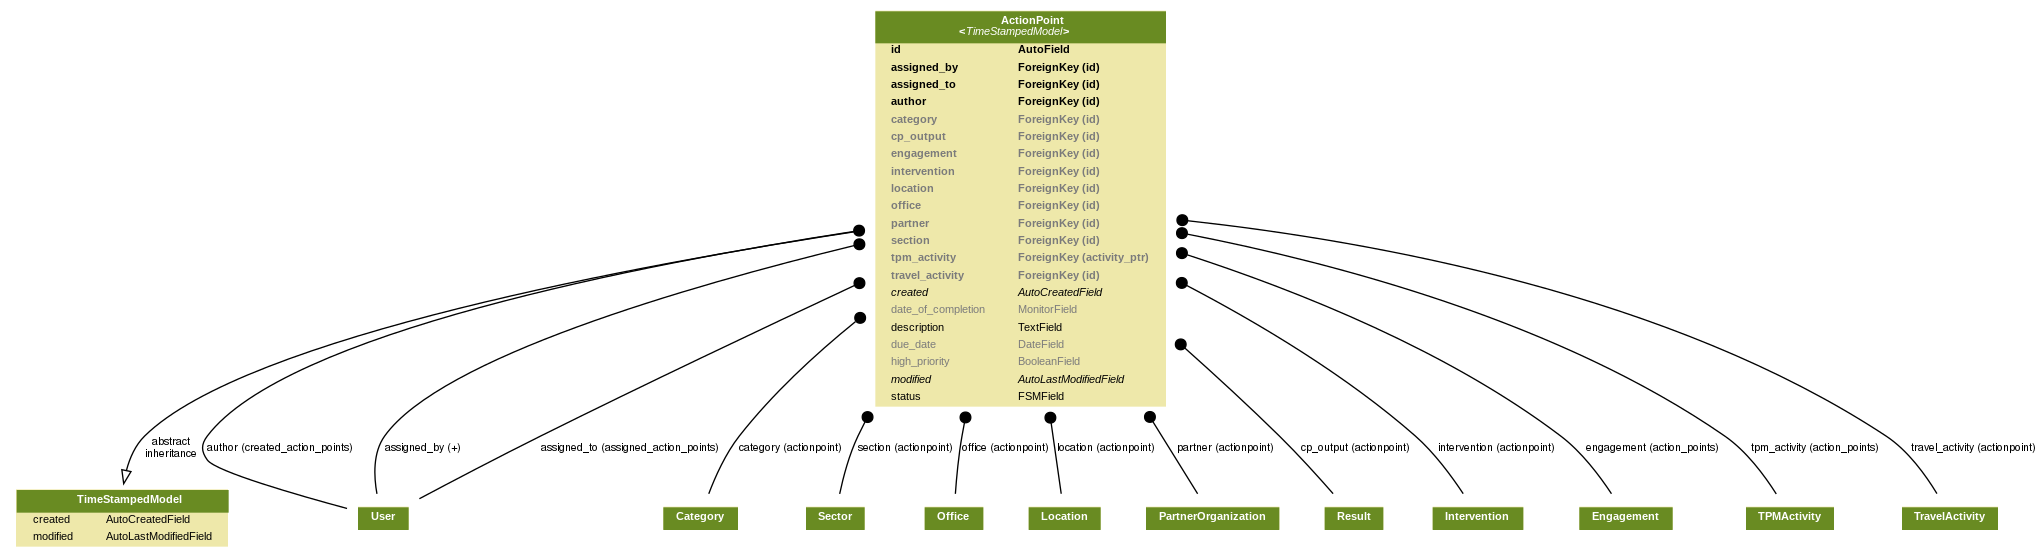 ActionPoint
<TimeStampedModel>
id AutoField
assigned_by ForeignKey (id)
assigned_to ForeignKey (id)
author ForeignKey (id)
category ForeignKey (id)
cp_output ForeignKey (id)
engagement ForeignKey (id)
intervention ForeignKey (id)
location ForeignKey (id)
office ForeignKey (id)
partner ForeignKey (id)
section ForeignKey (id)
tpm_activity ForeignKey (activity_ptr)
travel_activity ForeignKey (id)
created AutoCreatedField
date_of_completion MonitorField
description TextField
due_date DateField
high_priority BooleanField
modified AutoLastModifiedField
status FSMField
abstract
inheritance
author (created_action_points)
assigned_by (+)
assigned_to (assigned_action_points)
category (actionpoint)
section (actionpoint)
office (actionpoint)
location (actionpoint)
partner (actionpoint)
cp_output (actionpoint)
intervention (actionpoint)
engagement (action_points)
tpm_activity (action_points)
travel_activity (actionpoint)
TimeStampedModel
created AutoCreatedField
modified AutoLastModifiedField
User
Category
Sector
Office
Location
PartnerOrganization
Result
Intervention
Engagement
TPMActivity
TravelActivity